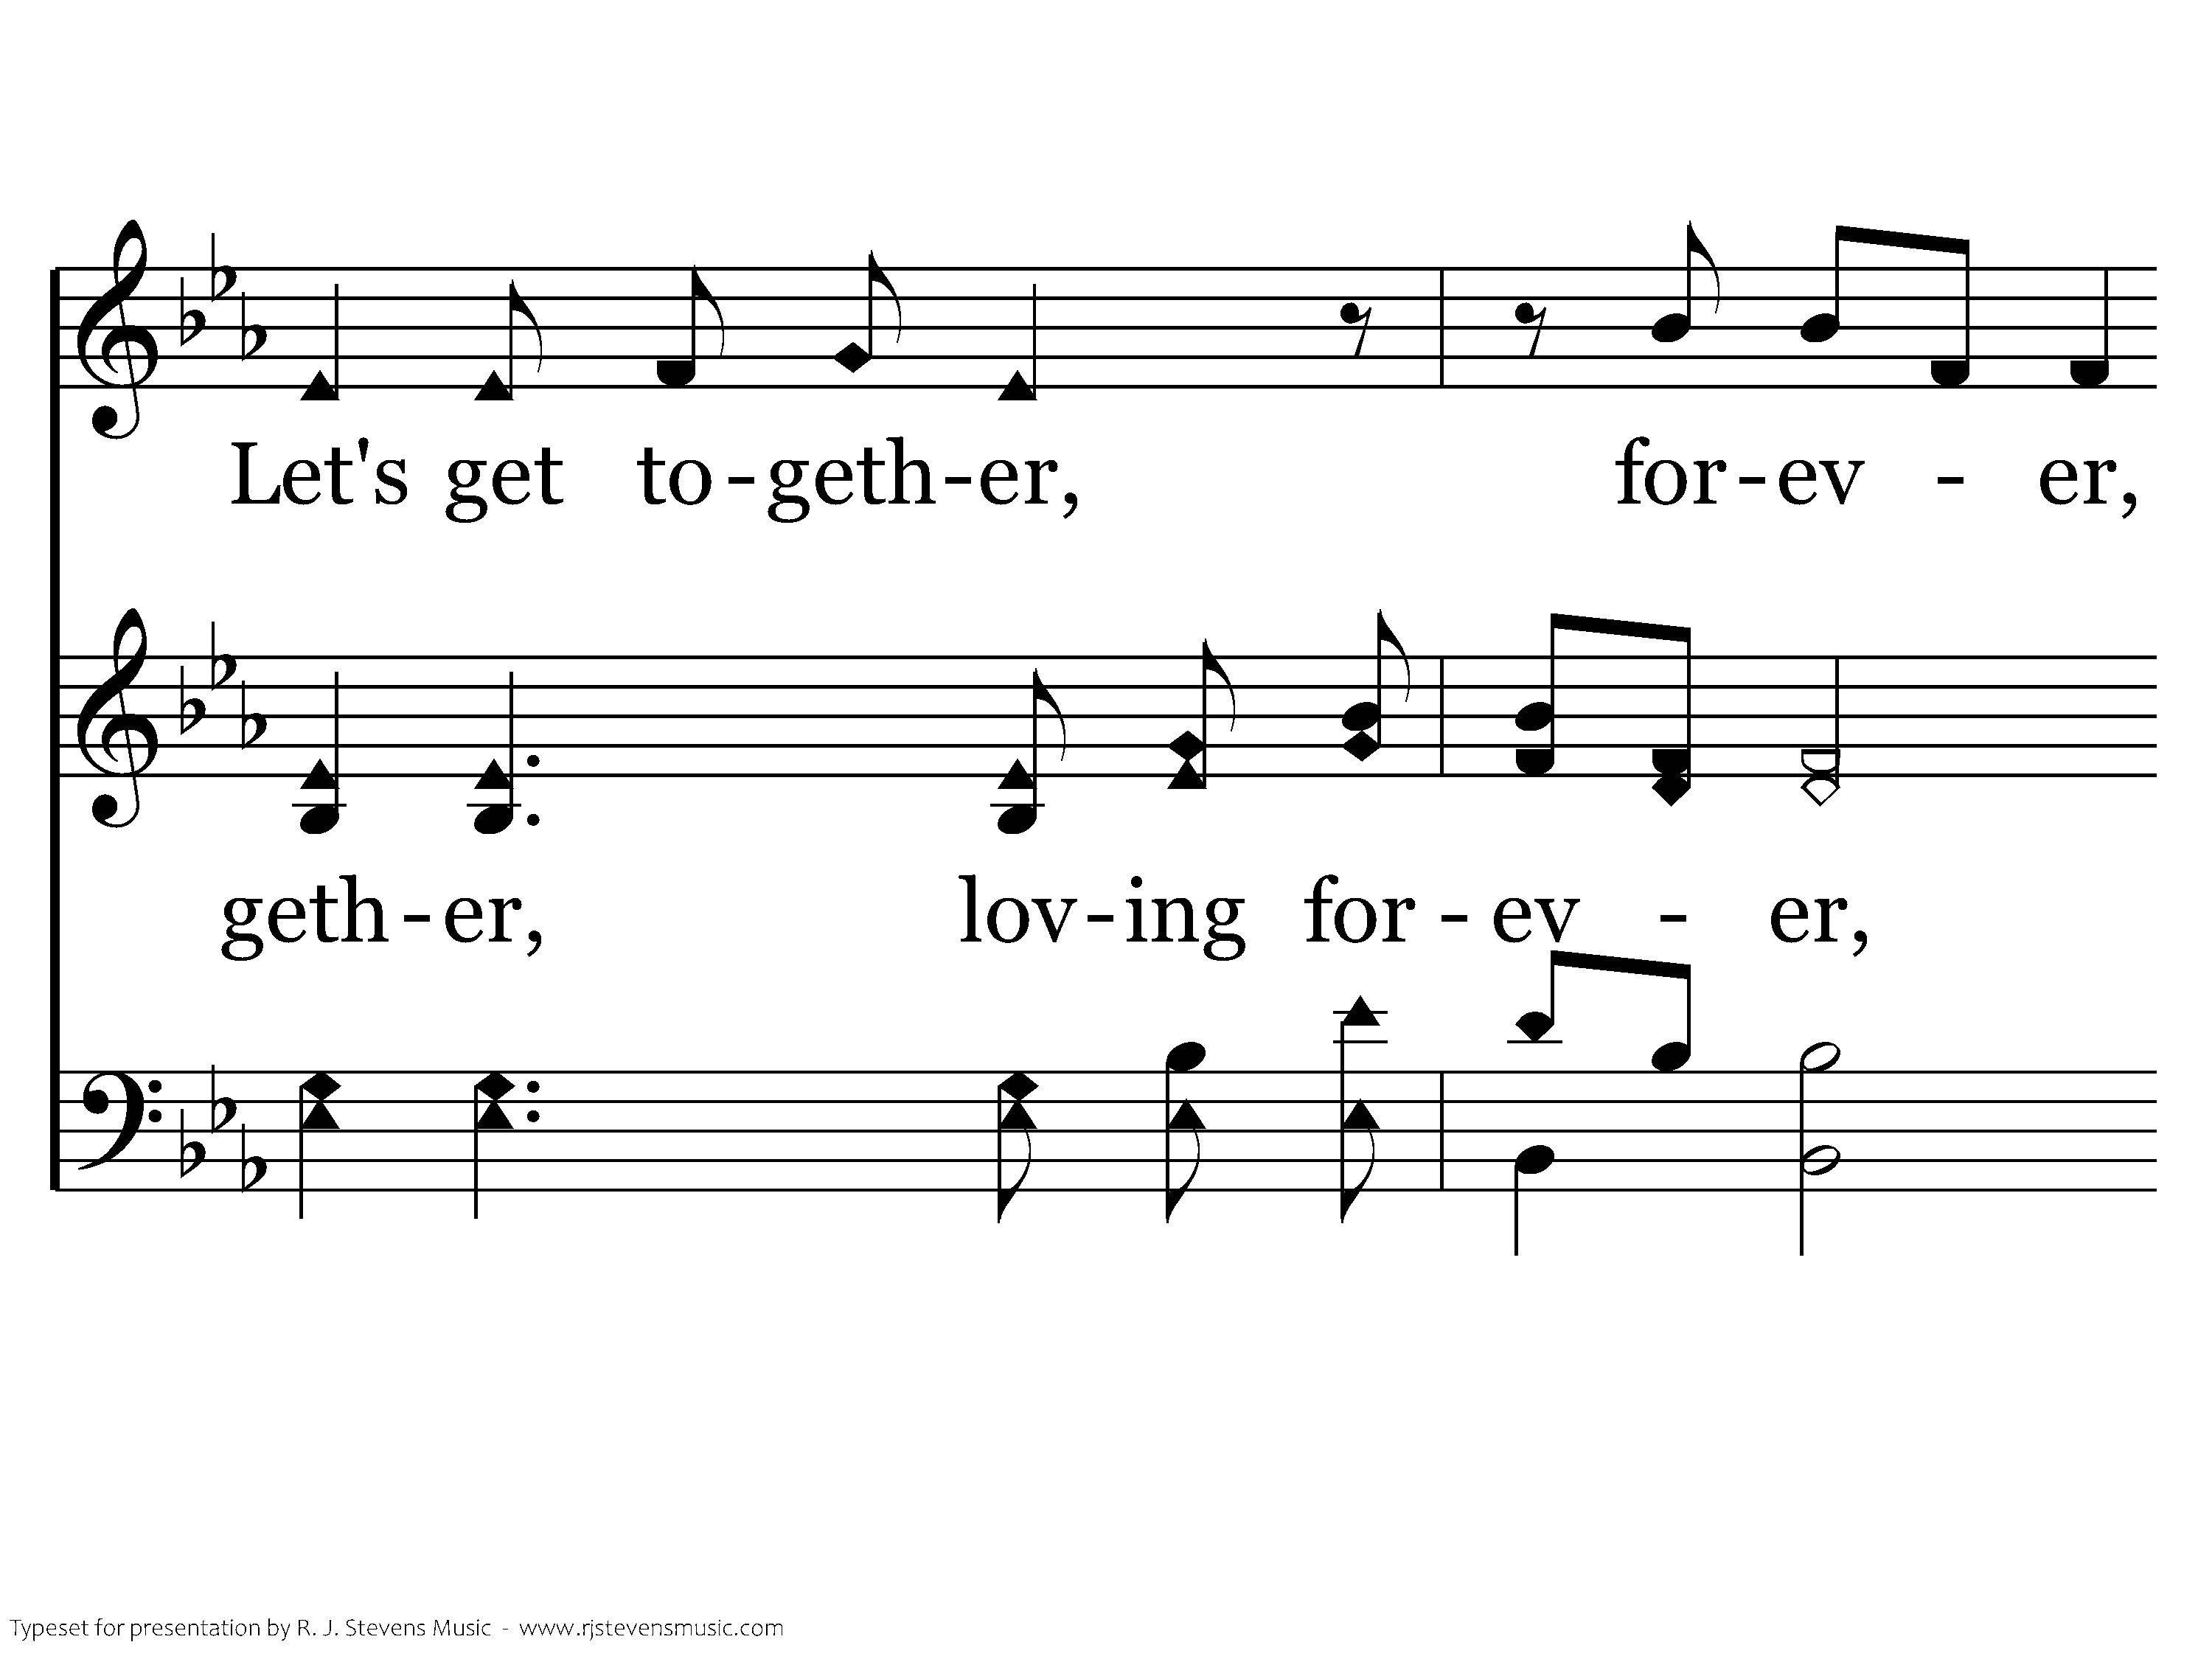 Let's get to-geth-er, for-ev - er,
geth-er, lov-ing for - ev - er,
Typeset for presentation by R. J. Stevens Music - www.rjstevensmusic.com